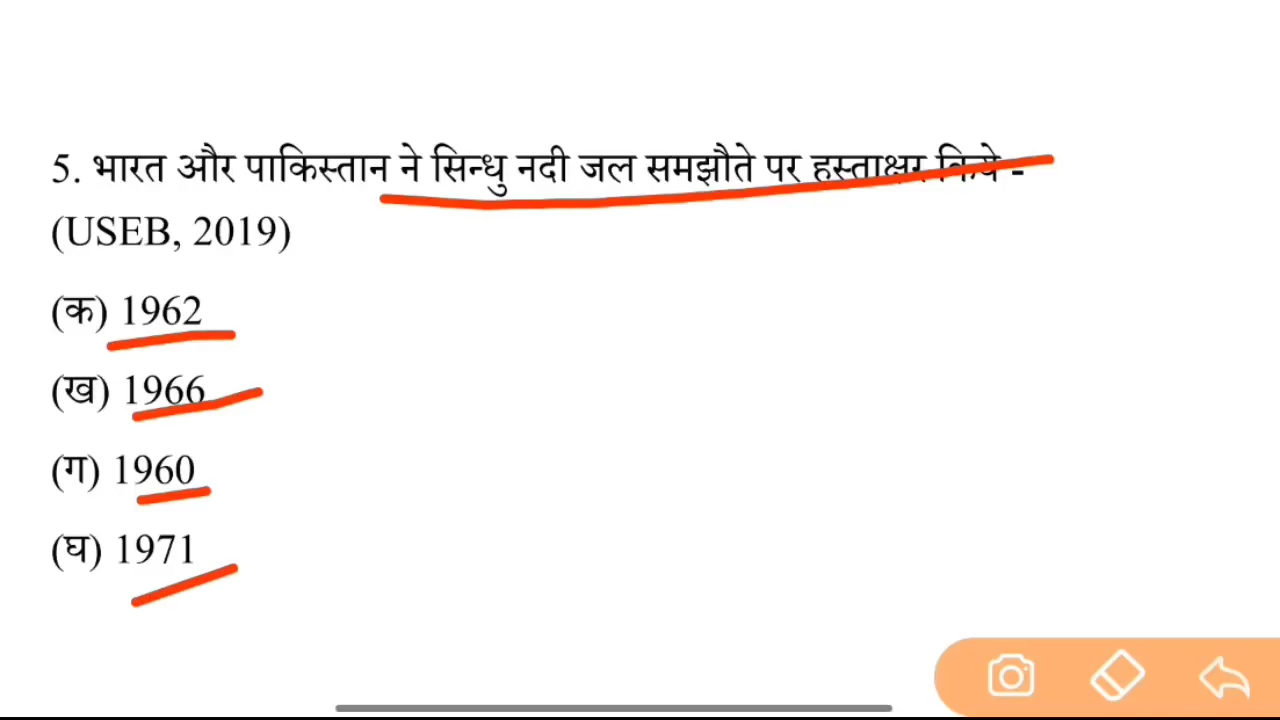 5. भारत और पाकिस्तान ने सिन्धु नदी जल समझौते पर हस्ताक्षर किये -
(USEB, 2019)
(क) 1962
(ख) 1966
(ग) 1960
(घ) 1971